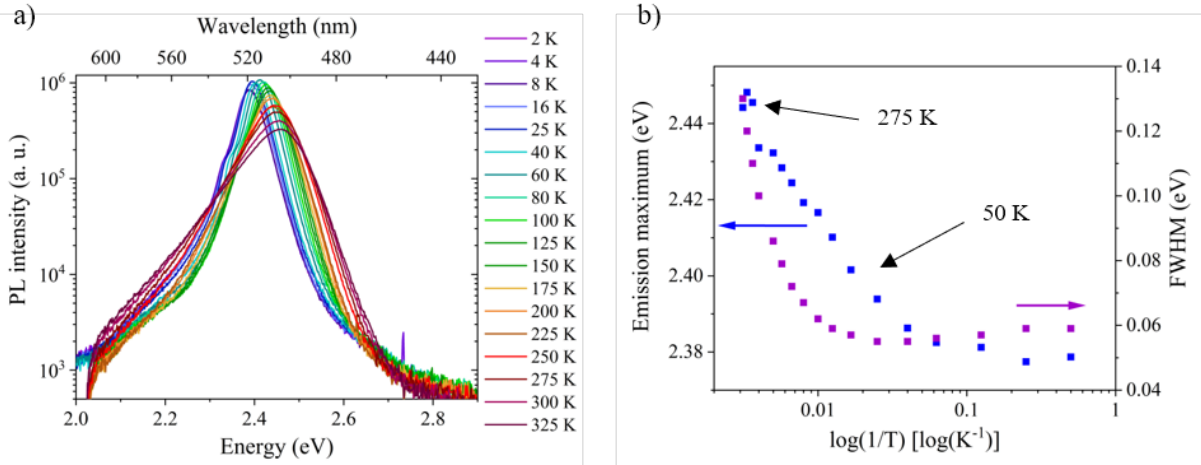 a)
Wavelength (nm)
600 560 520 480 440
10^6
10^5
10^4
10^3
PL intensity (a. u.)
2.0 2.2 2.4 2.6 2.8
Energy (eV)
2 K
4 K
8 K
16 K
25 K
40 K
60 K
80 K
100 K
125 K
150 K
175 K
200 K
225 K
250 K
275 K
300 K
325 K
b)
Emission maximum (eV)
2.44
2.42
2.40
2.38
275 K
50 K
0.14
0.12
0.10
0.08
0.06
0.04
FWHM (eV)
0.01 0.1 1
log(1/T) [log(K⁻¹)]